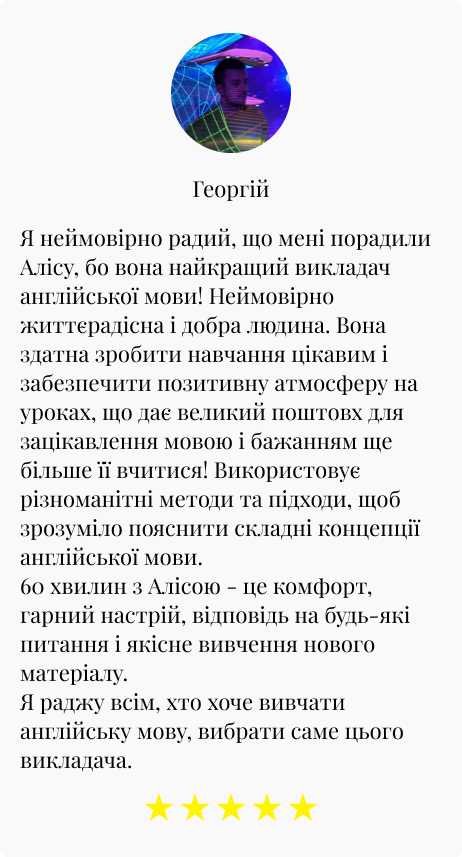 Георгій
Я неймовірно радий, що мені порадили
Алісу, бо вона найкращий викладач
англійської мови! Неймовірно
життєрадісна і добра людина. Вона
здатна зробити навчання цікавим і
забезпечити позитивну атмосферу на
уроках, що дає великий поштовх для
зацікавлення мовою і бажанням ще
більше її вчитися! Використовує
різноманітні методи та підходи, щоб
зрозуміло пояснити складні концепції
англійської мови.
60 хвилин з Алісою - це комфорт,
гарний настрій, відповідь на будь-які
питання і якісне вивчення нового
матеріалу.
Я раджу всім, хто хоче вивчати
англійську мову, вибрати саме цього
викладача.